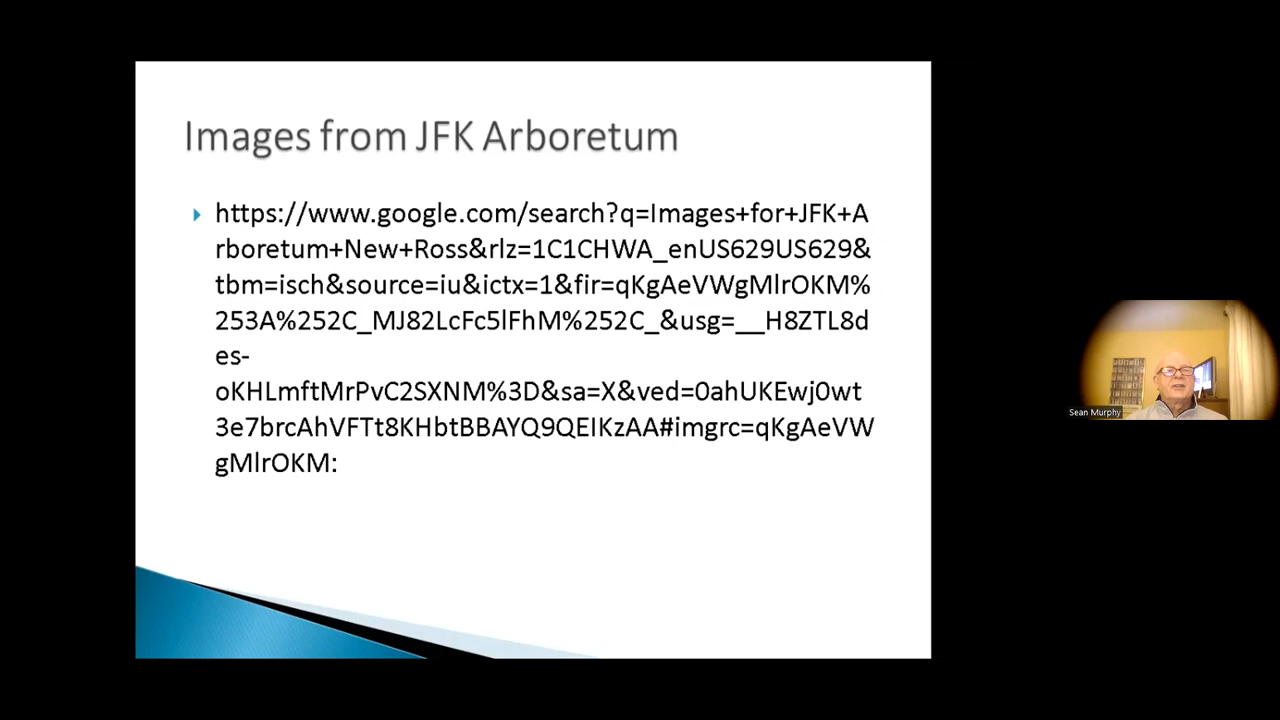 Images from JFK Arboretum
https://www.google.com/search?q=Images+for+JFK+A
rboretum+New+Ross&rlz=1C1CHWA_enUS629US629&
tbm=isch&source=iu&ictx=1&fir=qKgAeVWgMlrOKM%
253A%252C_MJ82LcFc5lFhM%252C_&usg=__H8ZTL8d
es-
oKHLmftMrPvC2SXNM%3D&sa=X&ved=0ahUKEwj0wt
3e7brcAhVFTt8KHbtBBAYQ9QEIKzAA#imgrc=qKgAeVW
gMlrOKM:
Sean Murphy